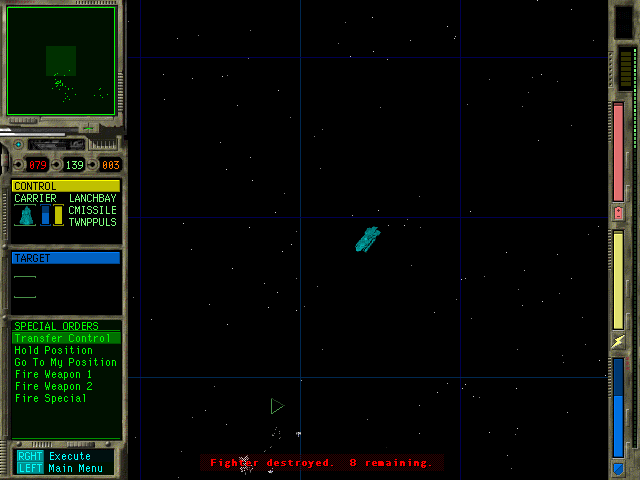 079 139 003
CONTROL
CARRIER LANCHBAY
CMISSILE
TWNPPULS
TARGET
SPECIAL ORDERS
Transfer Control
Hold Position
Go To My Position
Fire Weapon 1
Fire Weapon 2
Fire Special
RGHT Execute
LEFT Main Menu
Fighter destroyed. 8 remaining.